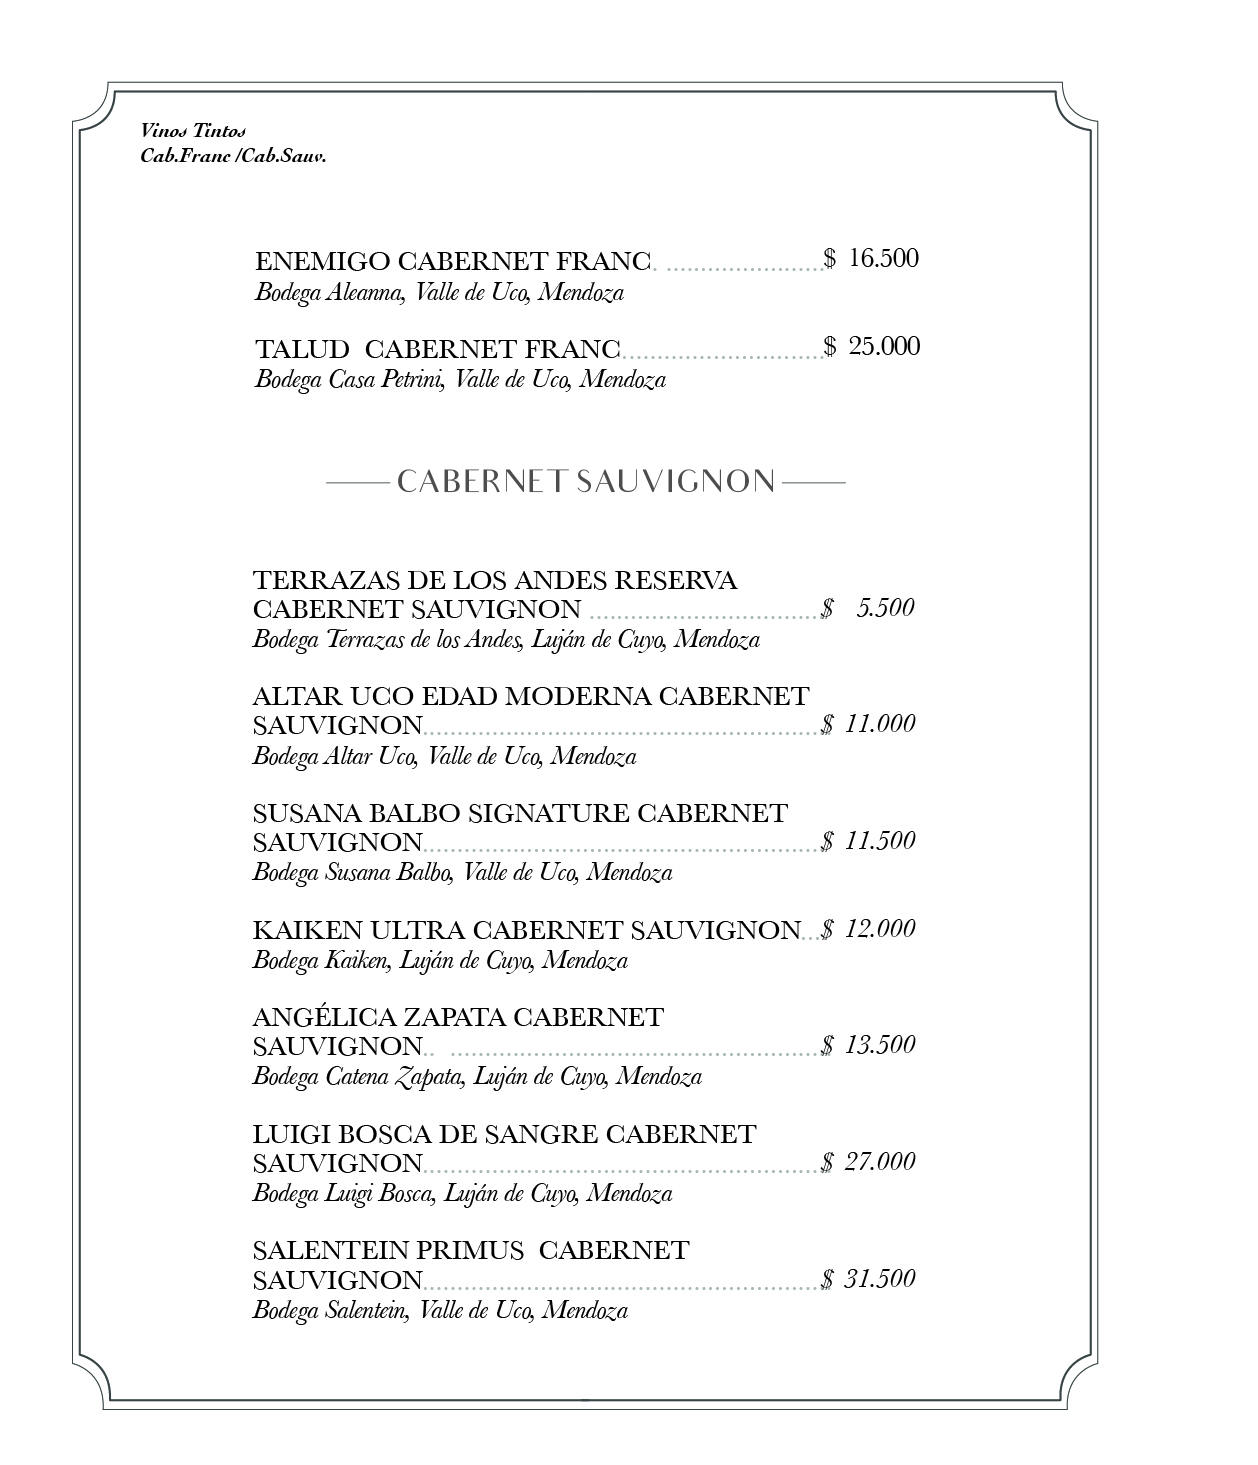 Vinos Tintos
Cab.Franc /Cab.Sauv.
ENEMIGO CABERNET FRANC. .......................$ 16.500
Bodega Aleanna, Valle de Uco, Mendoza
TALUD  CABERNET FRANC.............................$ 25.000
Bodega Casa Petrini, Valle de Uco, Mendoza
CABERNET SAUVIGNON
TERRAZAS DE LOS ANDES RESERVA
CABERNET SAUVIGNON ..................................$ 5.500
Bodega Terrazas de los Andes, Luján de Cuyo, Mendoza
ALTAR UCO EDAD MODERNA CABERNET
SAUVIGNON..........................................................$ 11.000
Bodega Altar Uco, Valle de Uco, Mendoza
SUSANA BALBO SIGNATURE CABERNET
SAUVIGNON..........................................................$ 11.500
Bodega Susana Balbo, Valle de Uco, Mendoza
KAIKEN ULTRA CABERNET SAUVIGNON....$ 12.000
Bodega Kaiken, Luján de Cuyo, Mendoza
ANGÉLICA ZAPATA CABERNET
SAUVIGNON.. ......................................................$ 13.500
Bodega Catena Zapata, Luján de Cuyo, Mendoza
LUIGI BOSCA DE SANGRE CABERNET
SAUVIGNON..........................................................$ 27.000
Bodega Luigi Bosca, Luján de Cuyo, Mendoza
SALENTEIN PRIMUS  CABERNET
SAUVIGNON..........................................................$ 31.500
Bodega Salentein, Valle de Uco, Mendoza